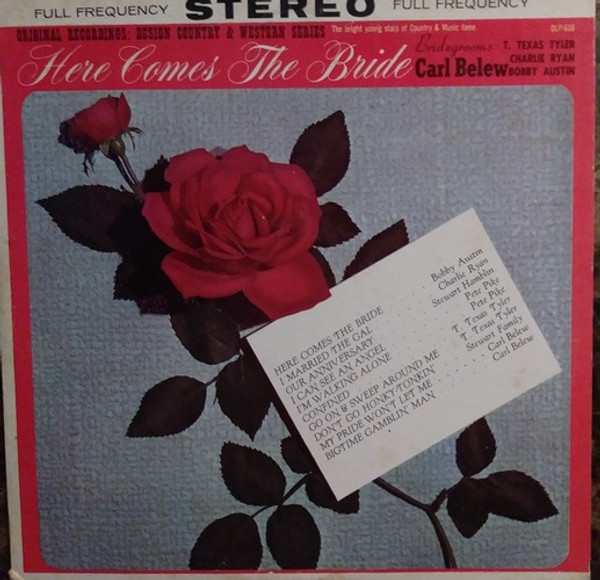 FULL FREQUENCY STEREO FULL FREQUENCY
ORIGINAL RECORDINGS: DESIGN COUNTRY & WESTERN SERIES The bright young stars of Country & Music fame. DLP-618
Here Comes The Bride
Bridegrooms
Carl Belew
T. TEXAS TYLER
CHARLIE RYAN
BOBBY AUSTIN
HERE COMES THE BRIDE Bobby Austin
I MARRIED THE GAL Charlie Ryan
OUR ANNIVERSARY Stewart Hamblin
I CAN SEE AN ANGEL Pete Pike
I'M WALKING ALONE Pete Pike
CONFINED T. Texas Tyler
GO ON & SWEEP AROUND ME T. Texas Tyler
DON'T GO HONKY-TONKIN' Stewart Family
MY PRIDE WON'T LET ME Carl Belew
BIGTIME GAMBLIN' MAN Carl Belew